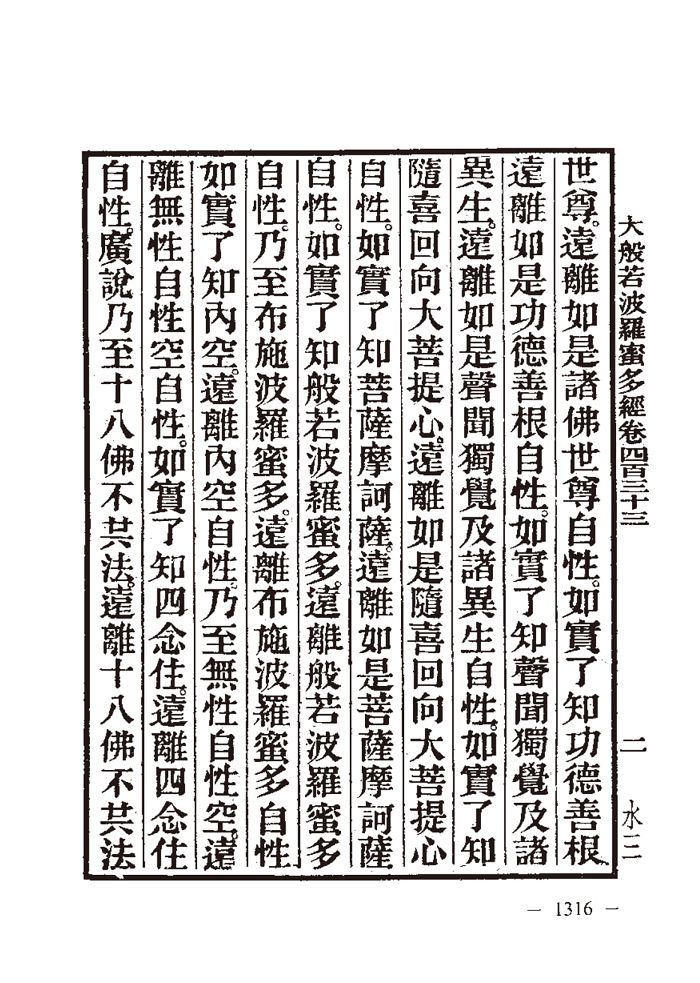 大般若波羅蜜多經卷四百三十三　二　水三
世尊。遠離如是諸佛世尊自性。如實了知功德善根
遠離如是功德善根自性。如實了知聲聞獨覺及諸
異生。遠離如是聲聞獨覺及諸異生自性。如實了知
隨喜回向大菩提心。遠離如是隨喜回向大菩提心
自性。如實了知菩薩摩訶薩。遠離如是菩薩摩訶薩
自性。如實了知般若波羅蜜多。遠離般若波羅蜜多
自性。乃至布施波羅蜜多。遠離布施波羅蜜多自性
如實了知內空。遠離內空自性。乃至無性自性空。遠
離無性自性空自性。如實了知四念住。遠離四念住
自性。廣說乃至十八佛不共法。遠離十八佛不共法
— 1316 —